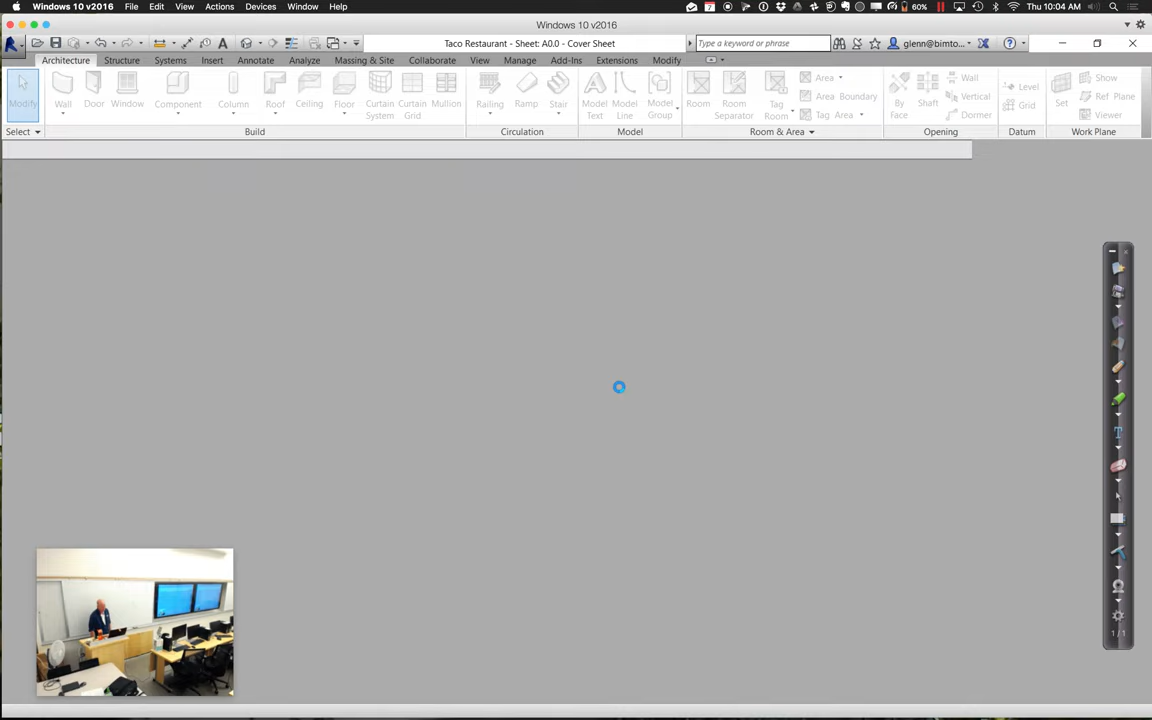 Windows 10 v2016 File Edit View Actions Devices Window Help 7 60% Thu 10:04 AM
Windows 10 v2016
Taco Restaurant - Sheet: A0.0 - Cover Sheet Type a keyword or phrase glenn@bimto...
Architecture Structure Systems Insert Annotate Analyze Massing & Site Collaborate View Manage Add-Ins Extensions Modify
Modify Wall Door Window Component Column Roof Ceiling Floor Curtain System Curtain Grid Mullion Railing Ramp Stair Model Text Model Line Model Group Room Room Separator Tag Room Area Area Boundary Tag Area By Face Shaft Wall Vertical Dormer Level Grid Set Show Ref Plane Viewer
Select Build Circulation Model Room & Area Opening Datum Work Plane
T
1 / 1